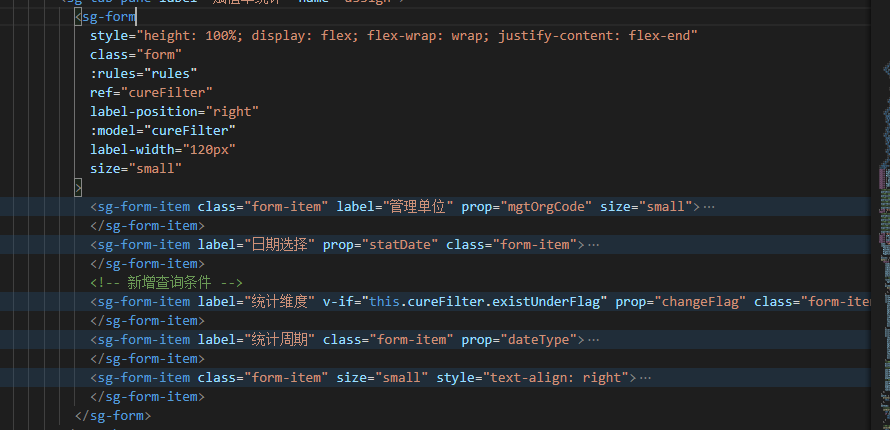 <sg-tab-pane label="赋值率统计" name="assign">
<sg-form
style="height: 100%; display: flex; flex-wrap: wrap; justify-content: flex-end"
class="form"
:rules="rules"
ref="cureFilter"
label-position="right"
:model="cureFilter"
label-width="120px"
size="small"
>
<sg-form-item class="form-item" label="管理单位" prop="mgtOrgCode" size="small">…
</sg-form-item>
<sg-form-item label="日期选择" prop="statDate" class="form-item">…
</sg-form-item>
<!-- 新增查询条件 -->
<sg-form-item label="统计维度" v-if="this.cureFilter.existUnderFlag" prop="changeFlag" class="form-ite
</sg-form-item>
<sg-form-item label="统计周期" class="form-item" prop="dateType">…
</sg-form-item>
<sg-form-item class="form-item" size="small" style="text-align: right">…
</sg-form-item>
</sg-form>